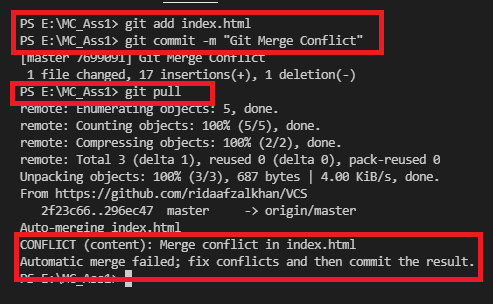 PS E:\MC_Ass1> git add index.html
PS E:\MC_Ass1> git commit -m "Git Merge Conflict"
[master 7699091] Git Merge Conflict
1 file changed, 17 insertions(+), 1 deletion(-)
PS E:\MC_Ass1> git pull
remote: Enumerating objects: 5, done.
remote: Counting objects: 100% (5/5), done.
remote: Compressing objects: 100% (2/2), done.
remote: Total 3 (delta 1), reused 0 (delta 0), pack-reused 0
Unpacking objects: 100% (3/3), 687 bytes | 4.00 KiB/s, done.
From https://github.com/ridaafzalkhan/VCS
2f23c66..296ec47 master -> origin/master
Auto-merging index.html
CONFLICT (content): Merge conflict in index.html
Automatic merge failed; fix conflicts and then commit the result.
PS E:\MC_Ass1>